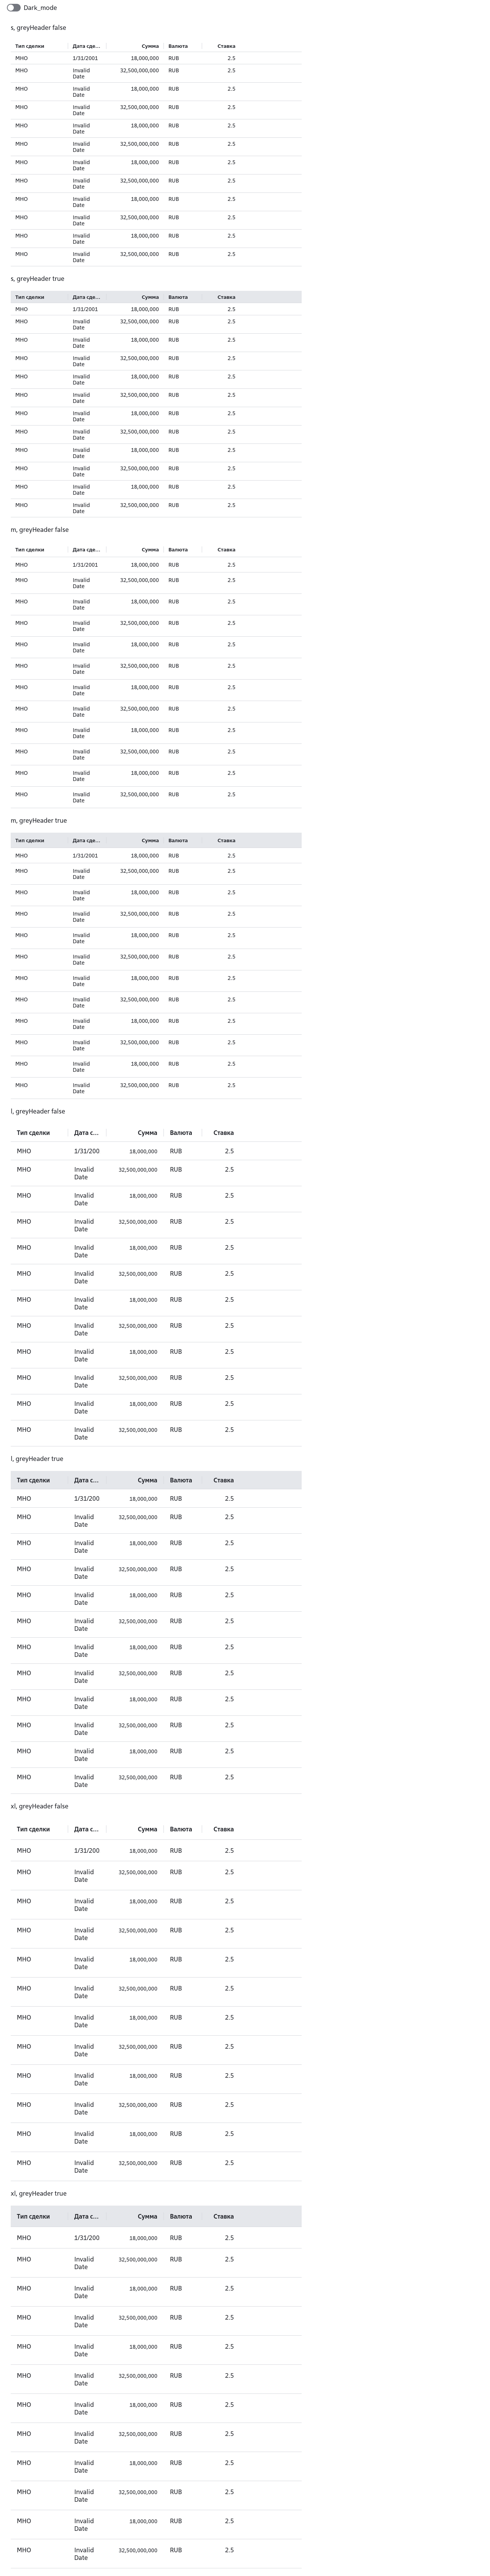 Dark_mode
s, greyHeader false
Тип сделки Дата сде... Сумма Валюта Ставка
МНО 1/31/2001 18,000,000 RUB 2.5
МНО Invalid 32,500,000,000 RUB 2.5
Date
МНО Invalid 18,000,000 RUB 2.5
Date
МНО Invalid 32,500,000,000 RUB 2.5
Date
МНО Invalid 18,000,000 RUB 2.5
Date
МНО Invalid 32,500,000,000 RUB 2.5
Date
МНО Invalid 18,000,000 RUB 2.5
Date
МНО Invalid 32,500,000,000 RUB 2.5
Date
МНО Invalid 18,000,000 RUB 2.5
Date
МНО Invalid 32,500,000,000 RUB 2.5
Date
МНО Invalid 18,000,000 RUB 2.5
Date
МНО Invalid 32,500,000,000 RUB 2.5
Date
s, greyHeader true
Тип сделки Дата сде... Сумма Валюта Ставка
МНО 1/31/2001 18,000,000 RUB 2.5
МНО Invalid 32,500,000,000 RUB 2.5
Date
МНО Invalid 18,000,000 RUB 2.5
Date
МНО Invalid 32,500,000,000 RUB 2.5
Date
МНО Invalid 18,000,000 RUB 2.5
Date
МНО Invalid 32,500,000,000 RUB 2.5
Date
МНО Invalid 18,000,000 RUB 2.5
Date
МНО Invalid 32,500,000,000 RUB 2.5
Date
МНО Invalid 18,000,000 RUB 2.5
Date
МНО Invalid 32,500,000,000 RUB 2.5
Date
МНО Invalid 18,000,000 RUB 2.5
Date
МНО Invalid 32,500,000,000 RUB 2.5
Date
m, greyHeader false
Тип сделки Дата сде... Сумма Валюта Ставка
МНО 1/31/2001 18,000,000 RUB 2.5
МНО Invalid 32,500,000,000 RUB 2.5
Date
МНО Invalid 18,000,000 RUB 2.5
Date
МНО Invalid 32,500,000,000 RUB 2.5
Date
МНО Invalid 18,000,000 RUB 2.5
Date
МНО Invalid 32,500,000,000 RUB 2.5
Date
МНО Invalid 18,000,000 RUB 2.5
Date
МНО Invalid 32,500,000,000 RUB 2.5
Date
МНО Invalid 18,000,000 RUB 2.5
Date
МНО Invalid 32,500,000,000 RUB 2.5
Date
МНО Invalid 18,000,000 RUB 2.5
Date
МНО Invalid 32,500,000,000 RUB 2.5
Date
m, greyHeader true
Тип сделки Дата сде... Сумма Валюта Ставка
МНО 1/31/2001 18,000,000 RUB 2.5
МНО Invalid 32,500,000,000 RUB 2.5
Date
МНО Invalid 18,000,000 RUB 2.5
Date
МНО Invalid 32,500,000,000 RUB 2.5
Date
МНО Invalid 18,000,000 RUB 2.5
Date
МНО Invalid 32,500,000,000 RUB 2.5
Date
МНО Invalid 18,000,000 RUB 2.5
Date
МНО Invalid 32,500,000,000 RUB 2.5
Date
МНО Invalid 18,000,000 RUB 2.5
Date
МНО Invalid 32,500,000,000 RUB 2.5
Date
МНО Invalid 18,000,000 RUB 2.5
Date
МНО Invalid 32,500,000,000 RUB 2.5
Date
l, greyHeader false
Тип сделки Дата с... Сумма Валюта Ставка
МНО 1/31/200 18,000,000 RUB 2.5
МНО Invalid 32,500,000,000 RUB 2.5
Date
МНО Invalid 18,000,000 RUB 2.5
Date
МНО Invalid 32,500,000,000 RUB 2.5
Date
МНО Invalid 18,000,000 RUB 2.5
Date
МНО Invalid 32,500,000,000 RUB 2.5
Date
МНО Invalid 18,000,000 RUB 2.5
Date
МНО Invalid 32,500,000,000 RUB 2.5
Date
МНО Invalid 18,000,000 RUB 2.5
Date
МНО Invalid 32,500,000,000 RUB 2.5
Date
МНО Invalid 18,000,000 RUB 2.5
Date
МНО Invalid 32,500,000,000 RUB 2.5
Date
l, greyHeader true
Тип сделки Дата с... Сумма Валюта Ставка
МНО 1/31/200 18,000,000 RUB 2.5
МНО Invalid 32,500,000,000 RUB 2.5
Date
МНО Invalid 18,000,000 RUB 2.5
Date
МНО Invalid 32,500,000,000 RUB 2.5
Date
МНО Invalid 18,000,000 RUB 2.5
Date
МНО Invalid 32,500,000,000 RUB 2.5
Date
МНО Invalid 18,000,000 RUB 2.5
Date
МНО Invalid 32,500,000,000 RUB 2.5
Date
МНО Invalid 18,000,000 RUB 2.5
Date
МНО Invalid 32,500,000,000 RUB 2.5
Date
МНО Invalid 18,000,000 RUB 2.5
Date
МНО Invalid 32,500,000,000 RUB 2.5
Date
xl, greyHeader false
Тип сделки Дата с... Сумма Валюта Ставка
МНО 1/31/200 18,000,000 RUB 2.5
МНО Invalid 32,500,000,000 RUB 2.5
Date
МНО Invalid 18,000,000 RUB 2.5
Date
МНО Invalid 32,500,000,000 RUB 2.5
Date
МНО Invalid 18,000,000 RUB 2.5
Date
МНО Invalid 32,500,000,000 RUB 2.5
Date
МНО Invalid 18,000,000 RUB 2.5
Date
МНО Invalid 32,500,000,000 RUB 2.5
Date
МНО Invalid 18,000,000 RUB 2.5
Date
МНО Invalid 32,500,000,000 RUB 2.5
Date
МНО Invalid 18,000,000 RUB 2.5
Date
МНО Invalid 32,500,000,000 RUB 2.5
Date
xl, greyHeader true
Тип сделки Дата с... Сумма Валюта Ставка
МНО 1/31/200 18,000,000 RUB 2.5
МНО Invalid 32,500,000,000 RUB 2.5
Date
МНО Invalid 18,000,000 RUB 2.5
Date
МНО Invalid 32,500,000,000 RUB 2.5
Date
МНО Invalid 18,000,000 RUB 2.5
Date
МНО Invalid 32,500,000,000 RUB 2.5
Date
МНО Invalid 18,000,000 RUB 2.5
Date
МНО Invalid 32,500,000,000 RUB 2.5
Date
МНО Invalid 18,000,000 RUB 2.5
Date
МНО Invalid 32,500,000,000 RUB 2.5
Date
МНО Invalid 18,000,000 RUB 2.5
Date
МНО Invalid 32,500,000,000 RUB 2.5
Date